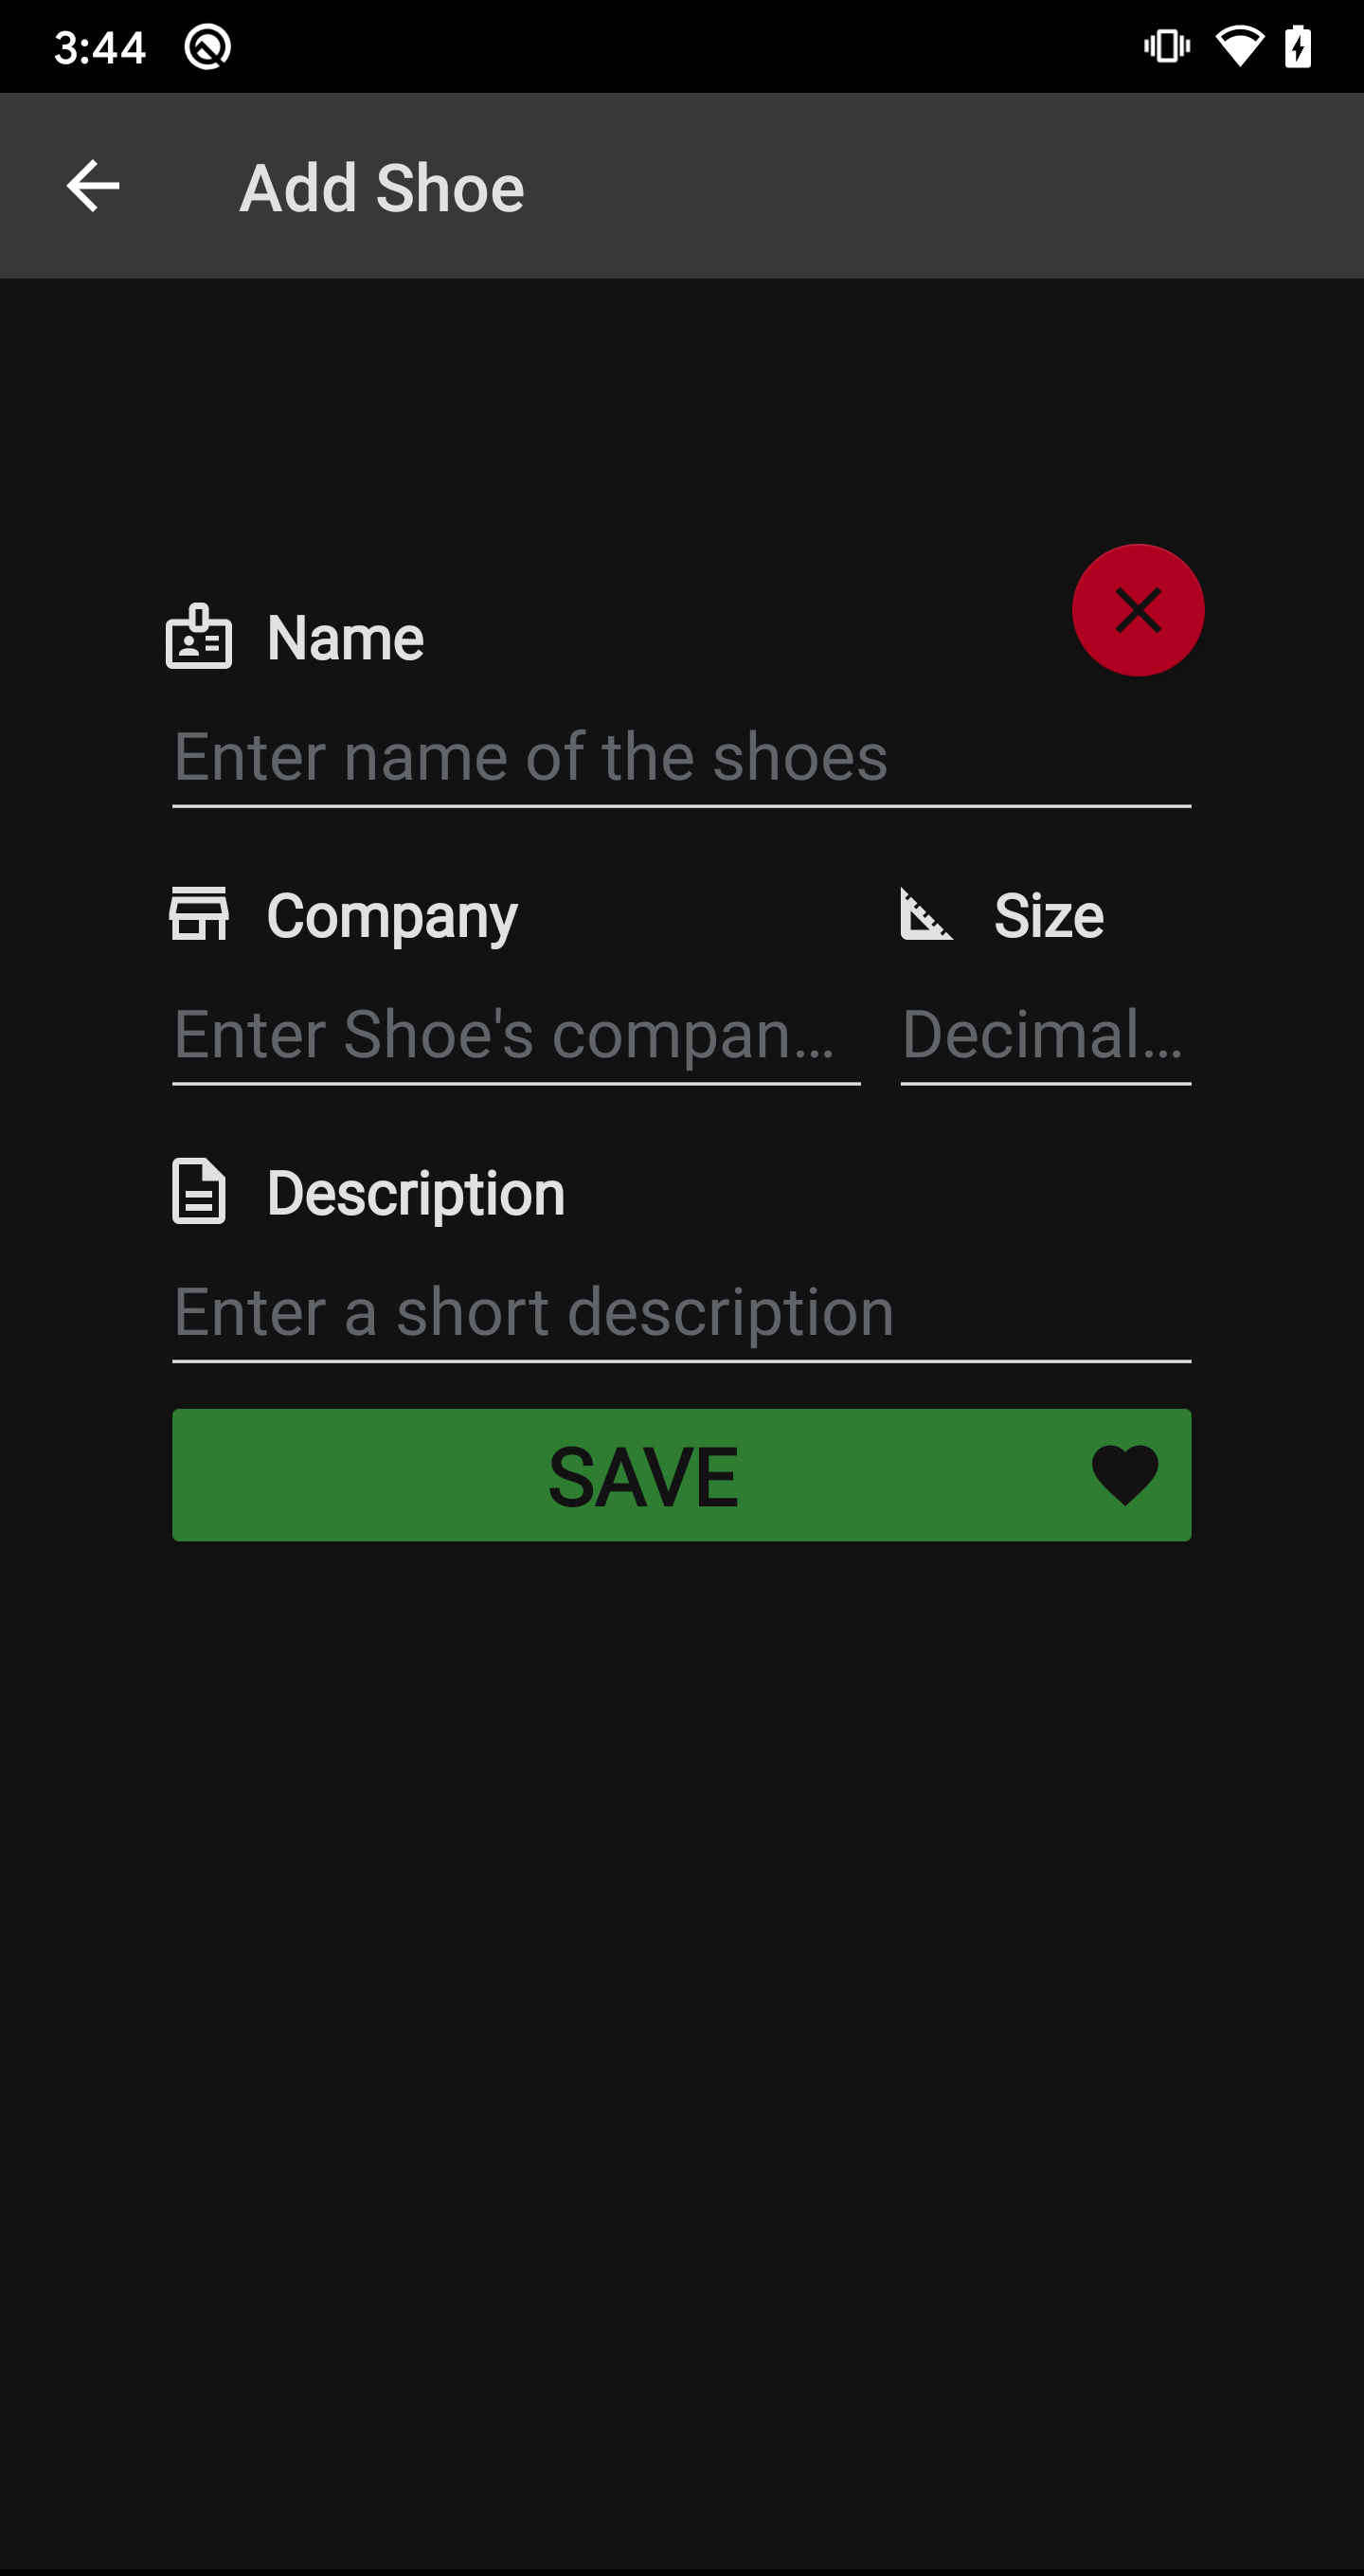 3:44
Add Shoe
Name
Enter name of the shoes
Company
Size
Enter Shoe's compan...
Decimal...
Description
Enter a short description
SAVE